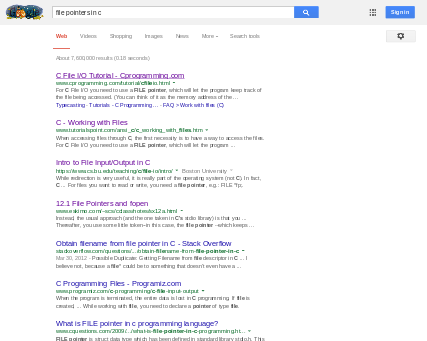 file pointers in c
Sign in
Web Videos Shopping Images News More Search tools
About 7,600,000 results (0.18 seconds)
C File I/O Tutorial - Cprogramming.com
www.cprogramming.com/tutorial/cfileio.html
For C File I/O you need to use a FILE pointer, which will let the program keep track of
the file being accessed. (You can think of it as the memory address of the ...
Typecasting - Tutorials - C Programming ... - FAQ > Work with files (C)
C - Working with Files
www.tutorialspoint.com/ansi_c/c_working_with_files.htm
When accessing files through C, the first necessity is to have a way to access the files.
For C File I/O you need to use a FILE pointer, which will let the program ...
Intro to File Input/Output in C
https://www.cs.bu.edu/teaching/c/file-io/intro/ Boston University
While redirection is very useful, it is really part of the operating system (not C). In fact,
C ... For files you want to read or write, you need a file pointer, e.g.: FILE *fp;
12.1 File Pointers and fopen
www.eskimo.com/~scs/cclass/notes/sx12a.html
Instead, the usual approach (and the one taken in C's stdio library) is that you ...
Thereafter, you use some little token--in this case, the file pointer --which keeps ...
Obtain filename from file pointer in C - Stack Overflow
stackoverflow.com/questions/.../obtain-filename-from-file-pointer-in-c
Mar 30, 2012 - Possible Duplicate: Getting Filename from file descriptor in C ... I
believe not, because a file* could be to something that doesn't even have a ...
C Programming Files - Programiz.com
www.programiz.com/c-programming/c-file-input-output
When the program is terminated, the entire data is lost in C programming. If file is
created, ... While working with file, you need to declare a pointer of type file.
What is FILE pointer in c programming language?
www.cquestions.com/2009/.../what-is-file-pointer-in-c-programming.ht...
FILE pointer is struct data type which has been defined in standard library stdio.h. This